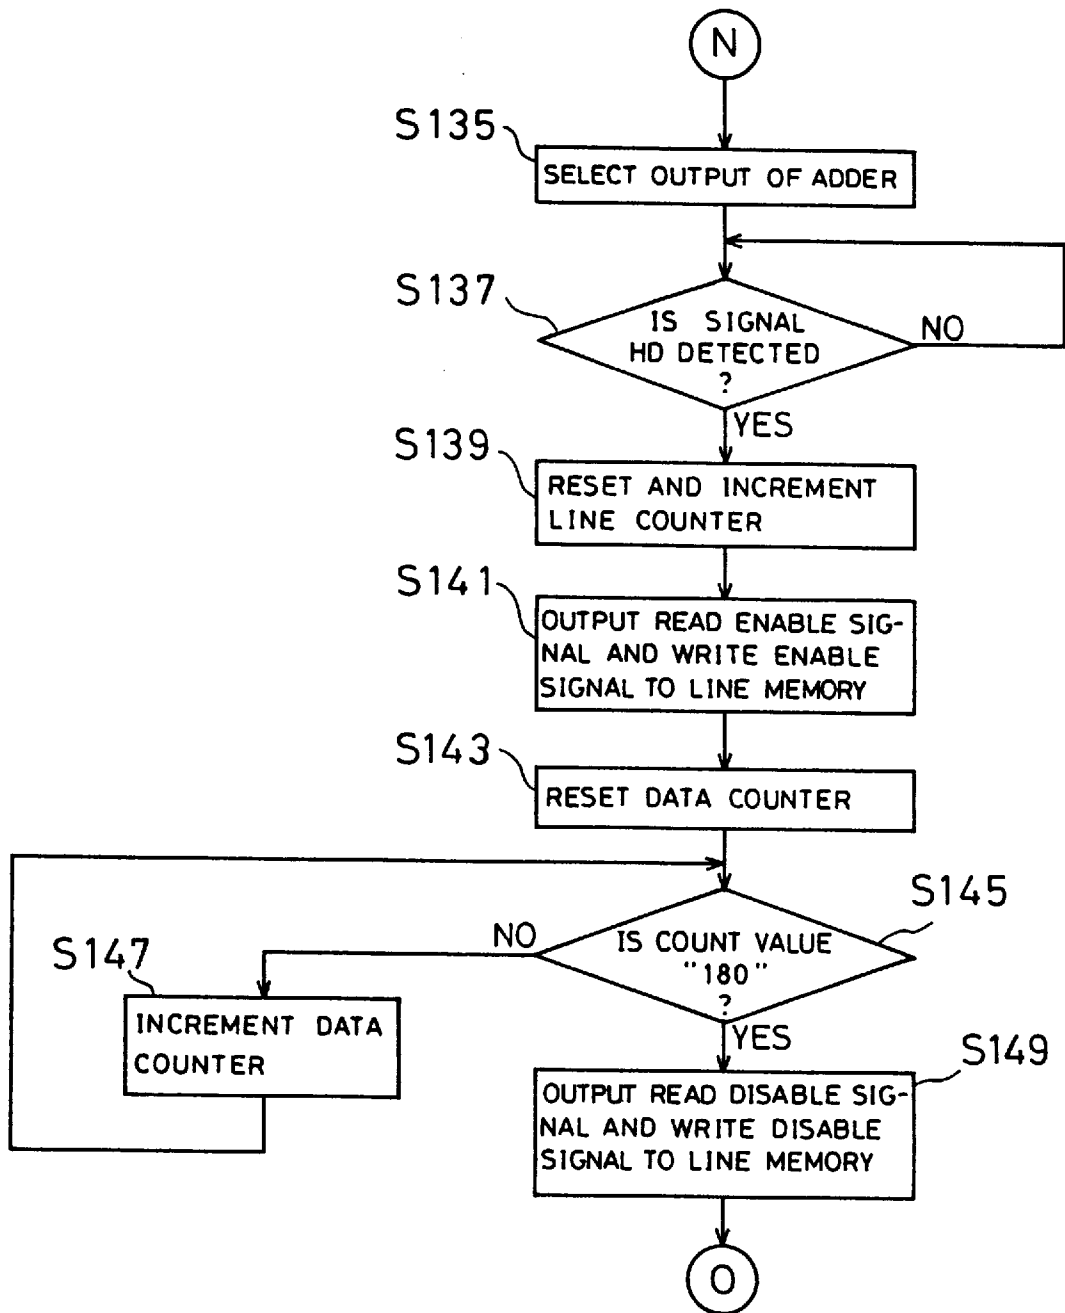 N
S135
SELECT OUTPUT OF ADDER
S137
IS SIGNAL
HD DETECTED
?
NO
YES
S139
RESET AND INCREMENT
LINE COUNTER
S141
OUTPUT READ ENABLE SIG-
NAL AND WRITE ENABLE
SIGNAL TO LINE MEMORY
S143
RESET DATA COUNTER
S145
IS COUNT VALUE
"180"
?
NO
YES
S147
INCREMENT DATA
COUNTER
S149
OUTPUT READ DISABLE SIG-
NAL AND WRITE DISABLE
SIGNAL TO LINE MEMORY
O